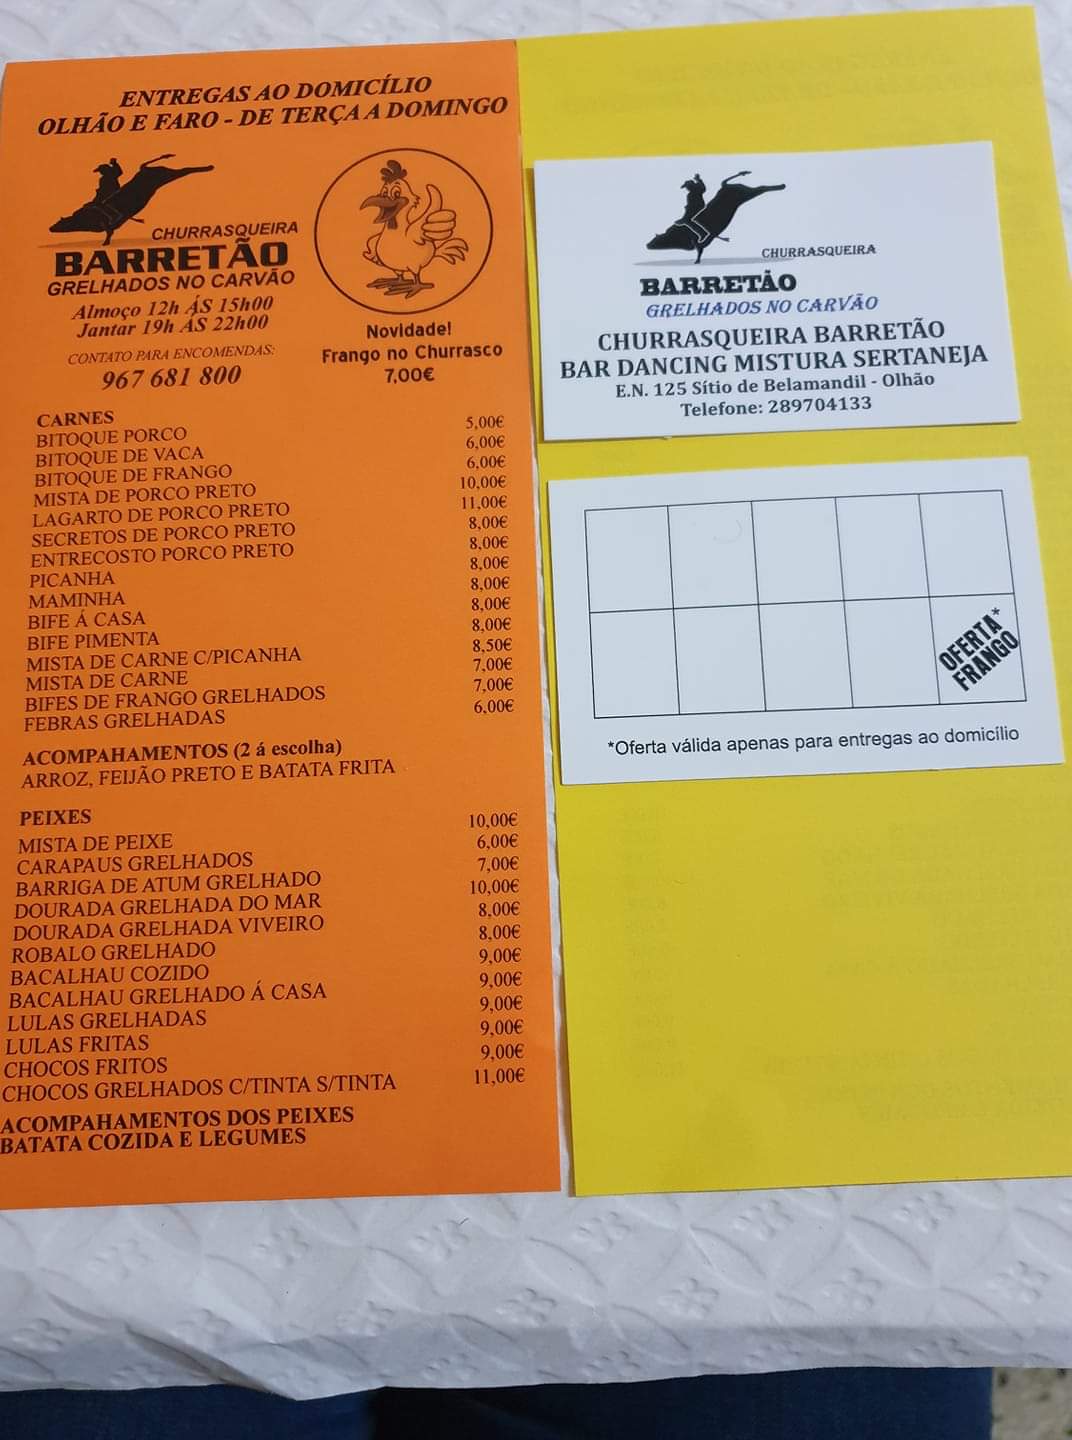 ENTREGAS AO DOMICÍLIO
OLHÃO E FARO - DE TERÇA A DOMINGO
CHURRASQUEIRA
BARRETÃO
GRELHADOS NO CARVÃO
Almoço 12h ÁS 15h00
Jantar 19h ÁS 22h00
CONTATO PARA ENCOMENDAS:
967 681 800
Novidade!
Frango no Churrasco
7,00€
CARNES
BITOQUE PORCO 5,00€
BITOQUE DE VACA 6,00€
BITOQUE DE FRANGO 6,00€
MISTA DE PORCO PRETO 10,00€
LAGARTO DE PORCO PRETO 11,00€
SECRETOS DE PORCO PRETO 8,00€
ENTRECOSTO PORCO PRETO 8,00€
PICANHA 8,00€
MAMINHA 8,00€
BIFE Á CASA 8,00€
BIFE PIMENTA 8,00€
MISTA DE CARNE C/PICANHA 8,50€
MISTA DE CARNE 7,00€
BIFES DE FRANGO GRELHADOS 7,00€
FEBRAS GRELHADAS 6,00€
ACOMPAHAMENTOS (2 á escolha)
ARROZ, FEIJÃO PRETO E BATATA FRITA
PEIXES
MISTA DE PEIXE 10,00€
CARAPAUS GRELHADOS 6,00€
BARRIGA DE ATUM GRELHADO 7,00€
DOURADA GRELHADA DO MAR 10,00€
DOURADA GRELHADA VIVEIRO 8,00€
ROBALO GRELHADO 8,00€
BACALHAU COZIDO 9,00€
BACALHAU GRELHADO Á CASA 9,00€
LULAS GRELHADAS 9,00€
LULAS FRITAS 9,00€
CHOCOS FRITOS 9,00€
CHOCOS GRELHADOS C/TINTA S/TINTA 11,00€
ACOMPAHAMENTOS DOS PEIXES
BATATA COZIDA E LEGUMES
CHURRASQUEIRA
BARRETÃO
GRELHADOS NO CARVÃO
CHURRASQUEIRA BARRETÃO
BAR DANCING MISTURA SERTANEJA
E.N. 125 Sítio de Belamandil - Olhão
Telefone: 289704133
OFERTA*
FRANGO
*Oferta válida apenas para entregas ao domicílio